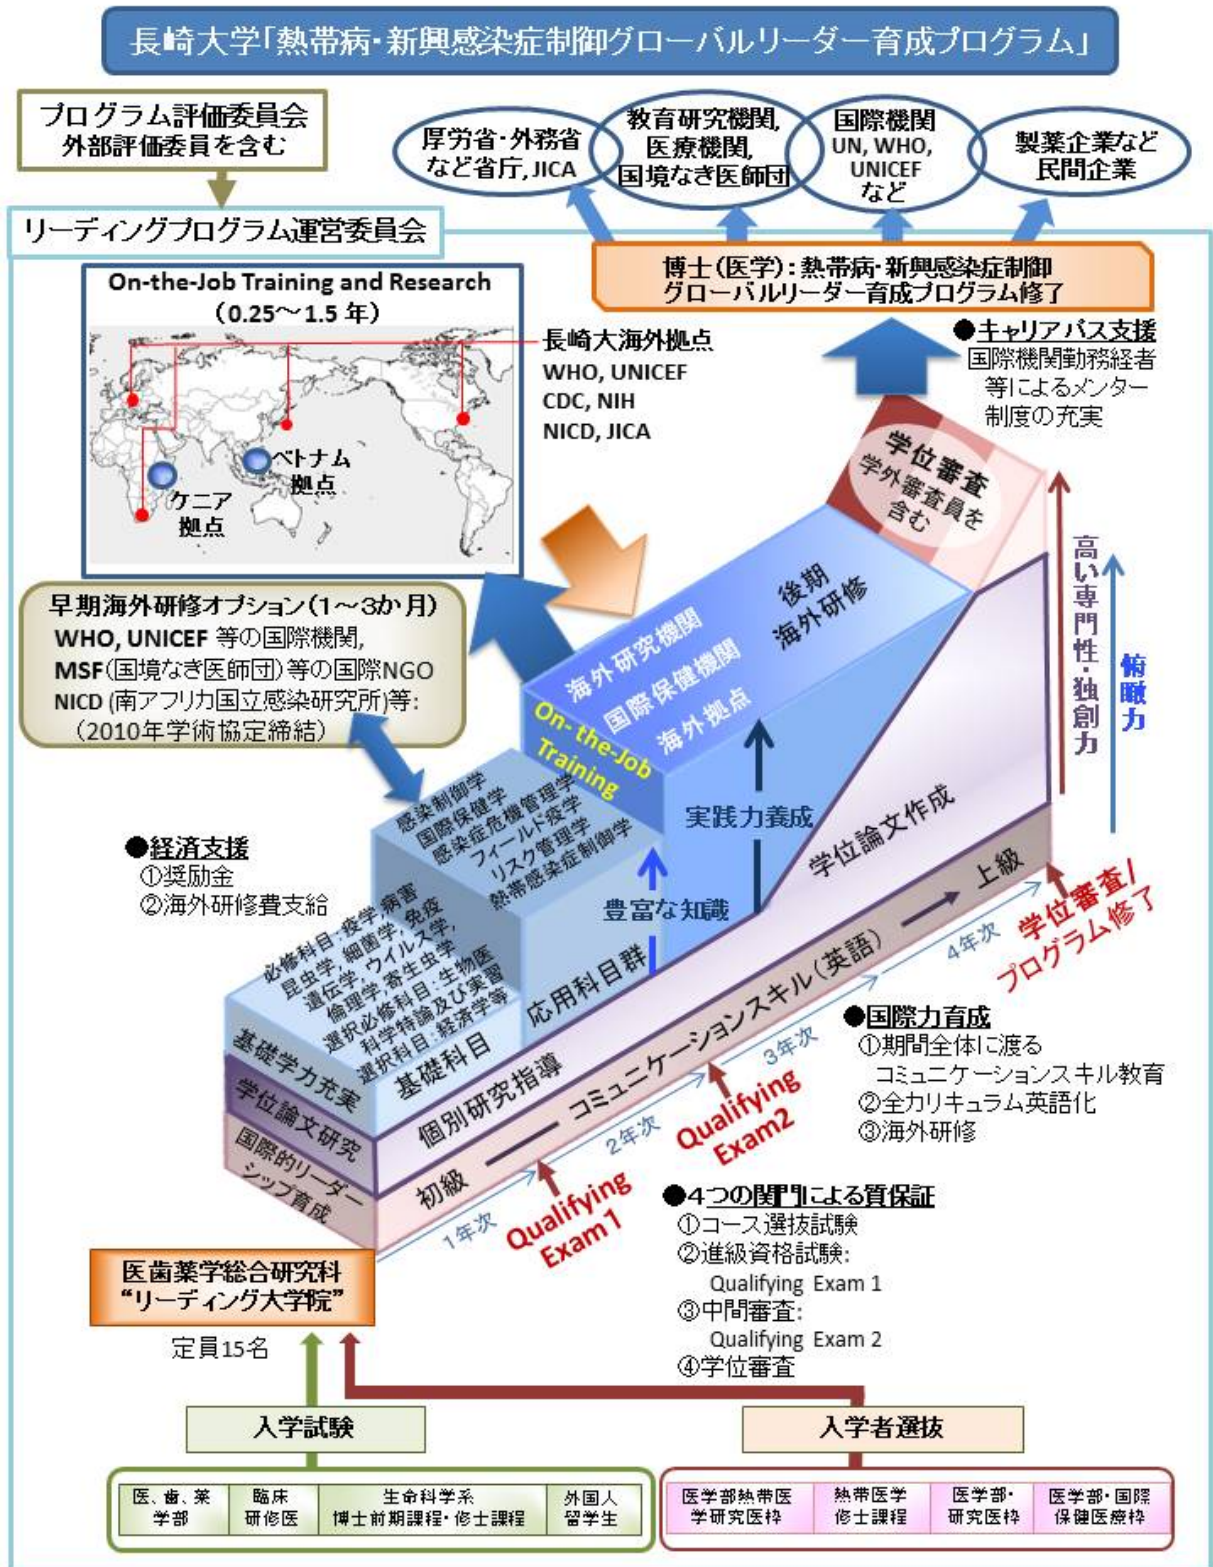 長崎大学「熱帯病・新興感染症制御グローバルリーダー育成プログラム」
プログラム評価委員会
外部評価委員を含む
厚労省・外務省
など省庁, JICA
教育研究機関,
医療機関,
国境なき医師団
国際機関
UN, WHO,
UNICEF
など
製薬企業など
民間企業
リーディングプログラム運営委員会
博士(医学):熱帯病・新興感染症制御
グローバルリーダー育成プログラム修了
On-the-Job Training and Research
(0.25～1.5 年)
長崎大海外拠点
WHO, UNICEF
CDC, NIH
NICD, JICA
ベトナム
拠点
ケニア
拠点
●キャリアパス支援
国際機関勤務経者
等によるメンター
制度の充実
学位審査
学外審査員を
含む
早期海外研修オプション(1～3か月)
WHO, UNICEF 等の国際機関,
MSF(国境なき医師団)等の国際NGO
NICD (南アフリカ国立感染研究所)等:
(2010年学術協定締結)
後期
海外研修
海外研究機関
国際保健機関
海外拠点
On- the-Job
Training
高い専門性・独創力
俯瞰力
感染制御学
国際保健学
感染症危機管理学
フィールド疫学
リスク管理学
熱帯感染症制御学
実践力養成
豊富な知識
●経済支援
①奨励金
②海外研修費支給
必修科目:疫学,病害
昆虫学,細菌学,免疫
遺伝学,ウイルス学,
倫理学,寄生虫学
選択必修科目:生物医
科学特論及び実習
選択科目:経済学等
応用科目群
基礎科目
基礎学力充実
学位論文研究
国際的リーダー
シップ育成
個別研究指導
学位論文作成
初級
コミュニケーションスキル(英語)
上級
1年次
2年次
3年次
4年次
Qualifying
Exam 1
Qualifying
Exam2
学位審査/
プログラム修了
●国際力育成
①期間全体に渡る
コミュニケーションスキル教育
②全カリキュラム英語化
③海外研修
●４つの関門による質保証
①コース選抜試験
②進級資格試験:
Qualifying Exam 1
③中間審査:
Qualifying Exam 2
④学位審査
医歯薬学総合研究科
“リーディング大学院”
定員15名
入学試験
入学者選抜
医、歯、薬
学部
臨床
研修医
生命科学系
博士前期課程・修士課程
外国人
留学生
医学部熱帯医
学研究医枠
熱帯医学
修士課程
医学部・
研究医枠
医学部・国際
保健医療枠